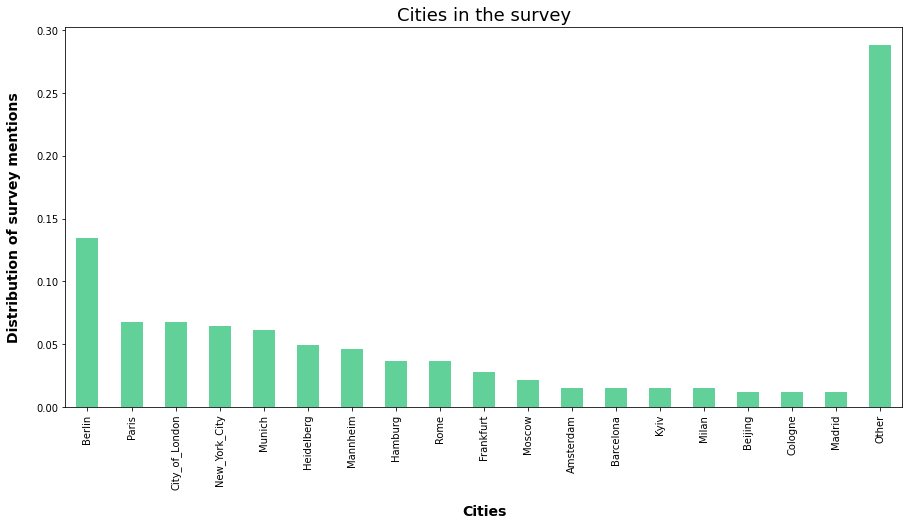 Cities in the survey
Distribution of survey mentions
0.30
0.25
0.20
0.15
0.10
0.05
0.00
Berlin
Paris
City_of_London
New_York_City
Munich
Heidelberg
Mannheim
Hamburg
Rome
Frankfurt
Moscow
Amsterdam
Barcelona
Kyiv
Milan
Beijing
Cologne
Madrid
Other
Cities